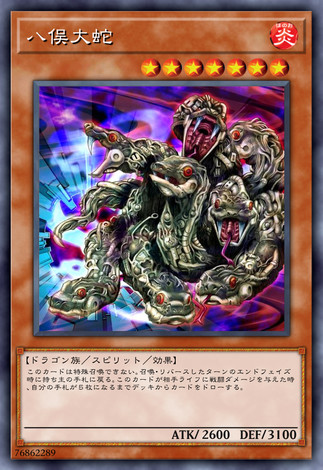 八俣大蛇
炎
【ドラゴン族／スピリット／効果】
このカードは特殊召喚できない。召喚・リバースしたターンのエンドフェイズ
時に持ち主の手札に戻る。このカードが相手ライフに戦闘ダメージを与えた時、
自分の手札が５枚になるまでデッキからカードをドローする。
ATK/ 2600 DEF/3100
76862289